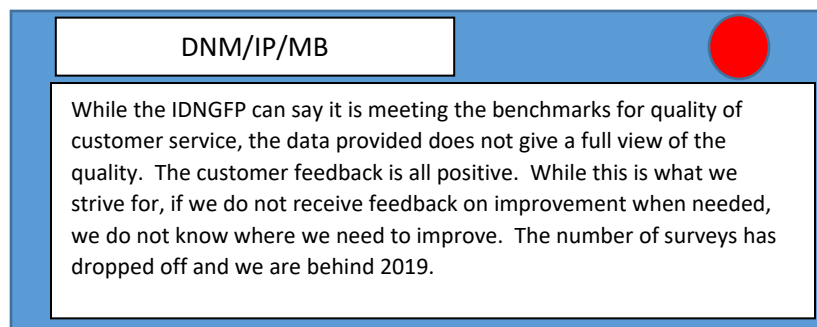 DNM/IP/MB
While the IDNGFP can say it is meeting the benchmarks for quality of
customer service, the data provided does not give a full view of the
quality.  The customer feedback is all positive.  While this is what we
strive for, if we do not receive feedback on improvement when needed,
we do not know where we need to improve.  The number of surveys has
dropped off and we are behind 2019.